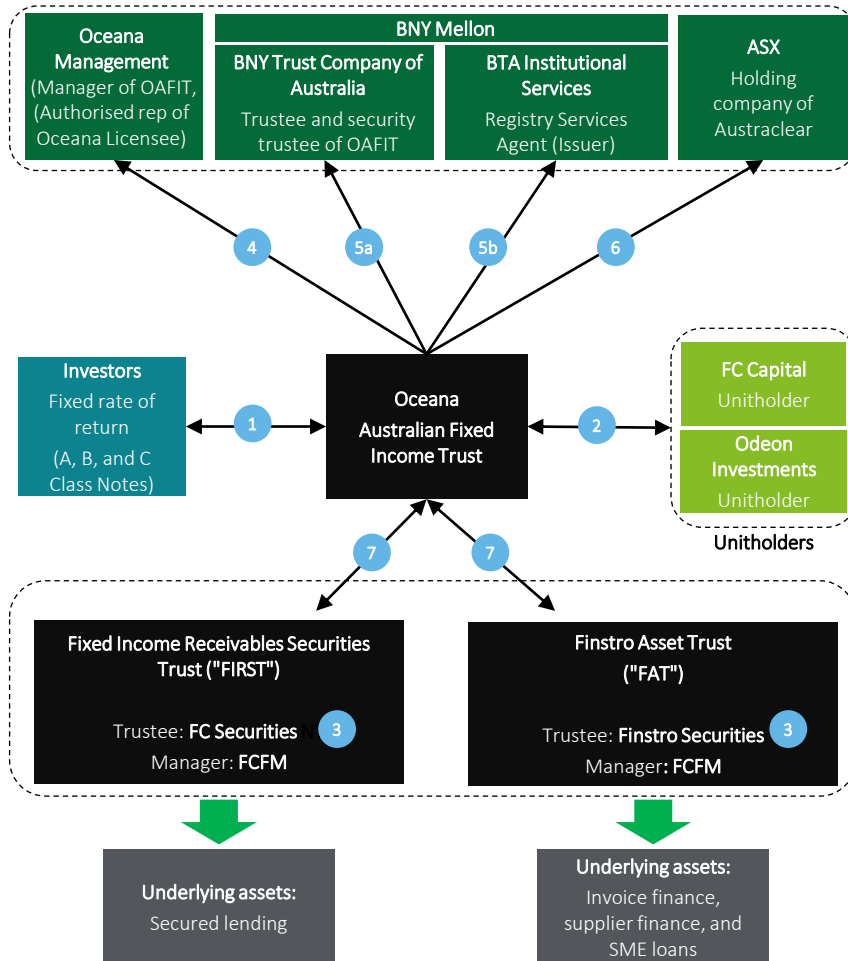 Oceana
Management
(Manager of OAFIT,
(Authorised rep of
Oceana Licensee)
BNY Mellon
BNY Trust Company of
Australia
Trustee and security
trustee of OAFIT
BTA Institutional
Services
Registry Services
Agent (Issuer)
ASX
Holding
company of
Austraclear
4
5a
5b
6
Investors
Fixed rate of
return
(A, B, and C
Class Notes)
1
Oceana
Australian Fixed
Income Trust
2
FC Capital
Unitholder
Odeon
Investments
Unitholder
Unitholders
7
7
Fixed Income Receivables Securities
Trust ("FIRST")
Trustee: FC Securities
3
Manager: FCFM
Finstro Asset Trust
("FAT")
Trustee: Finstro Securities
3
Manager: FCFM
Underlying assets:
Secured lending
Underlying assets:
Invoice finance,
supplier finance, and
SME loans